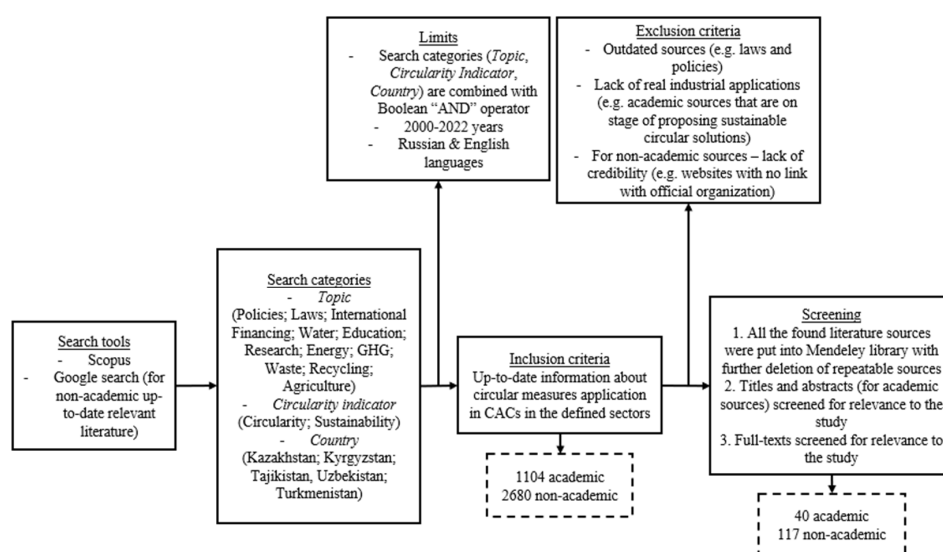 Limits
- Search categories (Topic,
Circularity Indicator,
Country) are combined with
Boolean “AND” operator
- 2000-2022 years
- Russian & English
languages
Exclusion criteria
- Outdated sources (e.g. laws and
policies)
- Lack of real industrial applications
(e.g. academic sources that are on
stage of proposing sustainable
circular solutions)
- For non-academic sources – lack of
credibility (e.g. websites with no link
with official organization)
Search tools
- Scopus
- Google search (for
non-academic up-
to-date relevant
literature)
Search categories
- Topic
(Policies; Laws; International
Financing; Water; Education;
Research; Energy; GHG;
Waste; Recycling;
Agriculture)
- Circularity indicator
(Circularity; Sustainability)
- Country
(Kazakhstan; Kyrgyzstan;
Tajikistan, Uzbekistan;
Turkmenistan)
Inclusion criteria
Up-to-date information about
circular measures application
in CACs in the defined sectors
1104 academic
2680 non-academic
Screening
1. All the found literature sources
were put into Mendeley library with
further deletion of repeatable sources
2. Titles and abstracts (for academic
sources) screened for relevance to the
study
3. Full-texts screened for relevance to
the study
40 academic
117 non-academic